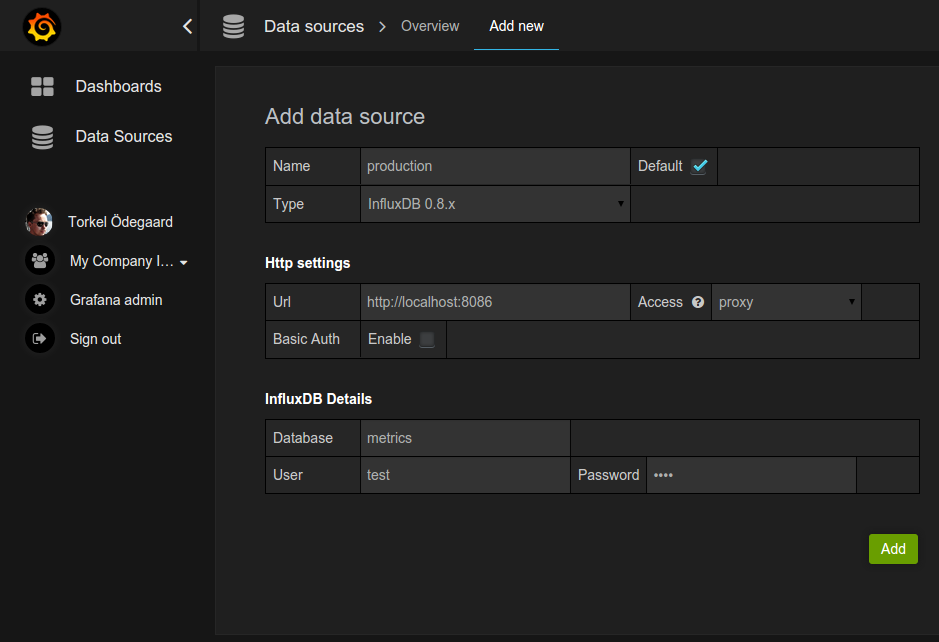 Data sources > Overview Add new
Dashboards
Data Sources
Torkel Ödegaard
My Company I...
Grafana admin
Sign out
Add data source
Name production Default
Type InfluxDB 0.8.x
Http settings
Url http://localhost:8086 Access ? proxy
Basic Auth Enable
InfluxDB Details
Database metrics
User test Password ••••
Add